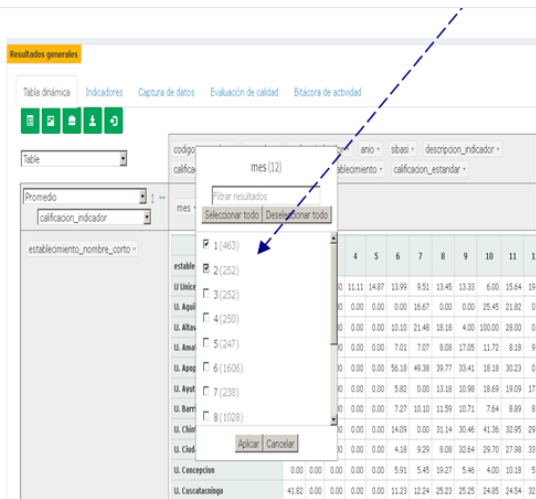 Resultados generales
Tabla dinámica Indicadores Captura de datos Evaluación de calidad Bitácora de actividad
Table
anio sibasi descripcion_indicador
calificacion_estandar
Promedio
calificacion_indicador
mes
establecimiento_nombre_corto
mes (12)
Filtrar resultados
Seleccionar todo Deseleccionar todo
1 (463)
2 (252)
3 (252)
4 (250)
5 (247)
6 (1606)
7 (238)
8 (1028)
Aplicar Cancelar
4 5 6 7 8 9 10 11
11.11 14.87 13.99 9.51 13.45 13.33 6.00 15.64
0.00 0.00 0.00 16.67 0.00 0.00 25.45 21.82
0.00 0.00 10.10 21.48 18.18 4.00 100.00 28.00
0.00 0.00 7.01 7.07 8.08 17.05 11.72 8.18
0.00 0.00 56.18 49.38 39.77 33.41 18.18 30.23
0.00 0.00 5.82 0.00 13.18 10.98 18.69 19.09
0.00 0.00 7.27 10.10 11.59 10.71 7.64 8.89
0.00 0.00 14.09 0.00 31.14 30.46 41.36 32.95
0.00 0.00 4.18 9.29 8.08 32.64 29.70 27.98
U. Concepcion 0.00 0.00 0.00 0.00 0.00 5.91 5.45 19.27 5.46 4.00 10.18
U. Cuscatacningo 41.82 0.00 0.00 0.00 0.00 11.23 12.24 25.23 25.25 24.85 24.54